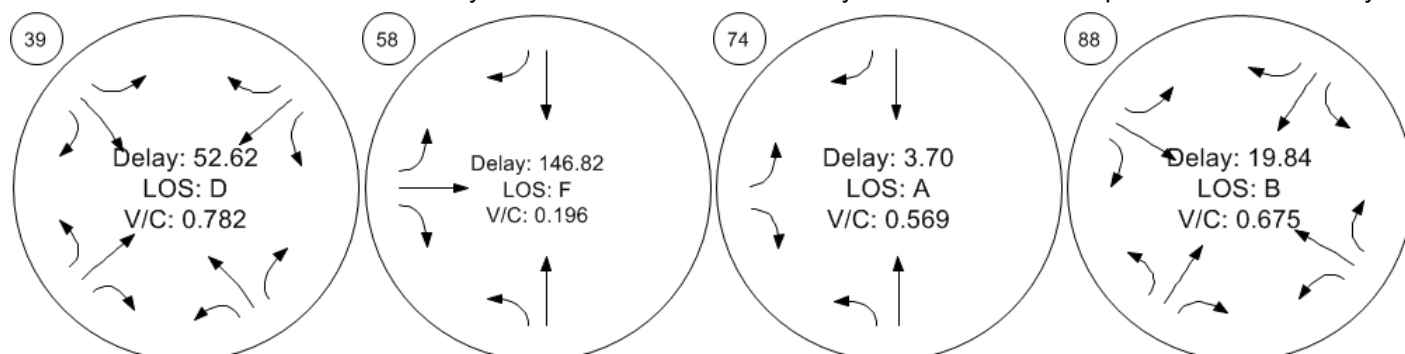 39
Delay: 52.62
LOS: D
V/C: 0.782
58
Delay: 146.82
LOS: F
V/C: 0.196
74
Delay: 3.70
LOS: A
V/C: 0.569
88
Delay: 19.84
LOS: B
V/C: 0.675